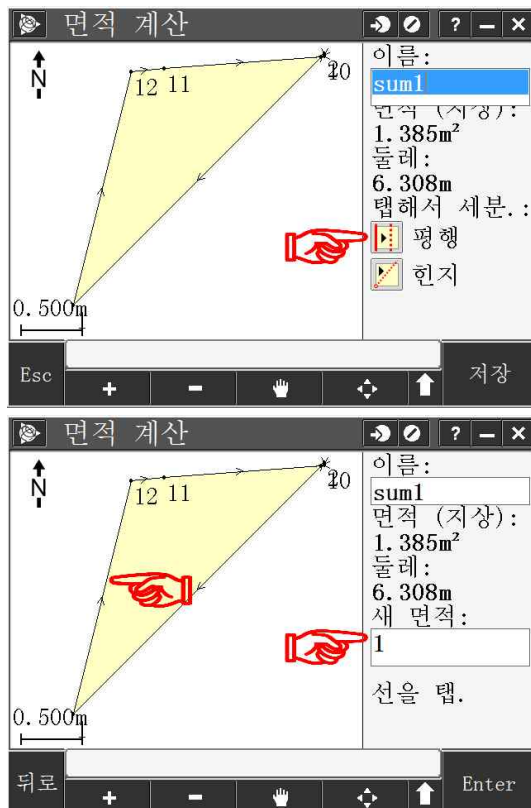 면적 계산
? – ×
N
12 11
20
0.500m
이름:
sum1
면적 (지상):
1.385m²
둘레:
6.308m
탭해서 세분.:
평행
힌지
Esc
+ –
저장
면적 계산
? – ×
N
12 11
0.500m
이름:
sum1
면적 (지상):
1.385m²
둘레:
6.308m
새 면적:
1
선을 탭.
뒤로
+ –
Enter